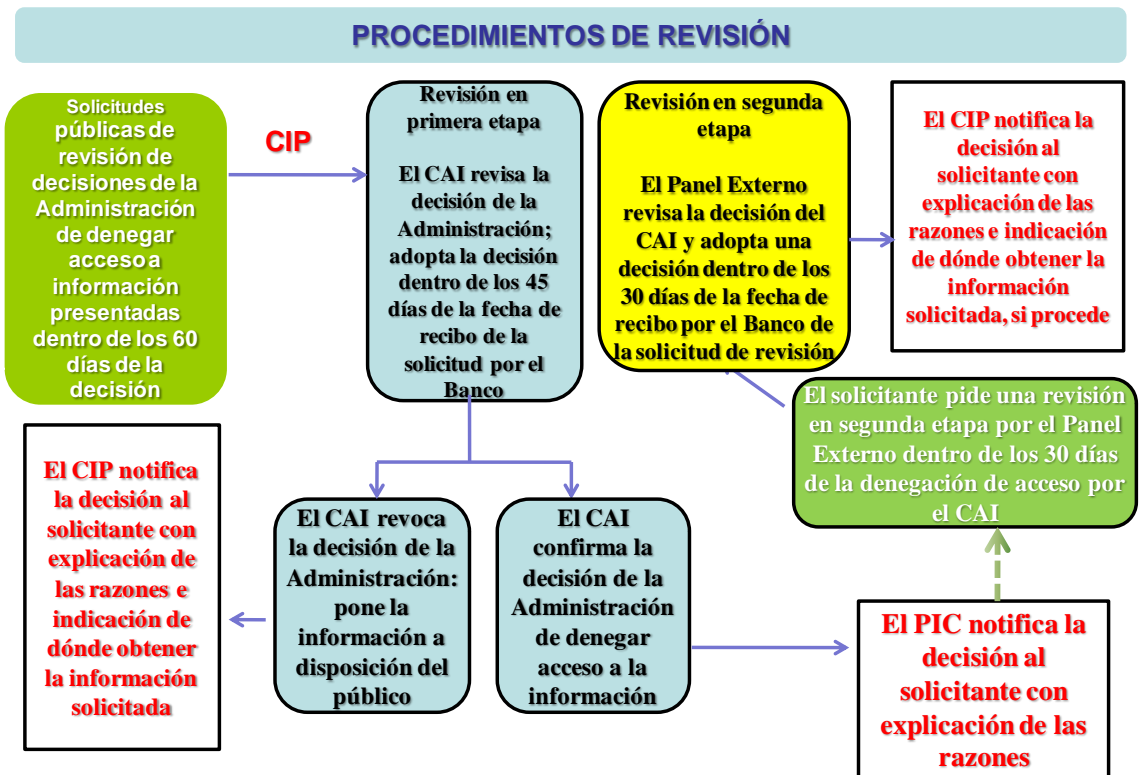 PROCEDIMIENTOS DE REVISIÓN
Solicitudes
públicas de
revisión de
decisiones de la
Administración
de denegar
acceso a
información
presentadas
dentro de los 60
días de la
decisión
CIP
Revisión en
primera etapa
El CAI revisa la
decisión de la
Administración;
adopta la decisión
dentro de los 45
días de la fecha de
recibo de la
solicitud por el
Banco
Revisión en segunda
etapa
El Panel Externo
revisa la decisión del
CAI y adopta una
decisión dentro de los
30 días de la fecha de
recibo por el Banco de
la solicitud de revisión
El CIP notifica la
decisión al
solicitante con
explicación de las
razones e indicación
de dónde obtener la
información
solicitada, si procede
El solicitante pide una revisión
en segunda etapa por el Panel
Externo dentro de los 30 días
de la denegación de acceso por
el CAI
El CIP notifica
la decisión al
solicitante con
explicación de
las razones e
indicación de
dónde obtener
la información
solicitada
El CAI revoca
la decisión de la
Administración:
pone la
información a
disposición del
público
El CAI
confirma la
decisión de la
Administración
de denegar
acceso a la
información
El PIC notifica la
decisión al
solicitante con
explicación de las
razones